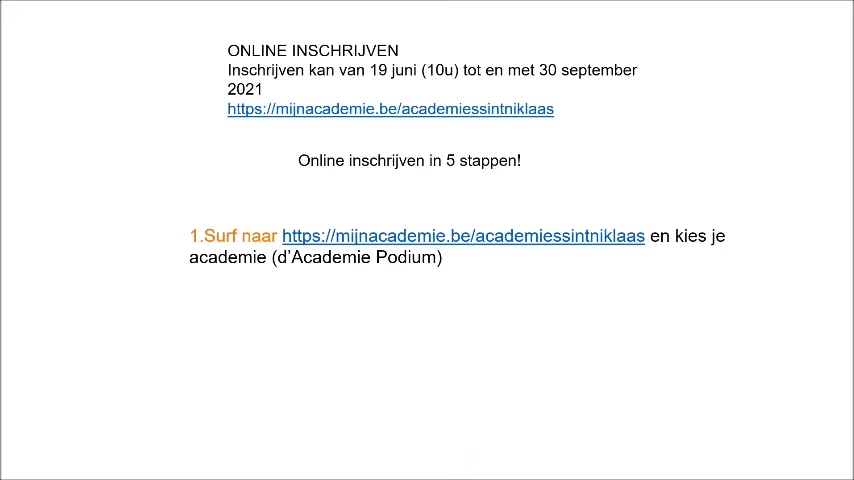 ONLINE INSCHRIJVEN
Inschrijven kan van 19 juni (10u) tot en met 30 september
2021
https://mijnacademie.be/academiessintniklaas
Online inschrijven in 5 stappen!
1.Surf naar https://mijnacademie.be/academiessintniklaas en kies je
academie (d’Academie Podium)